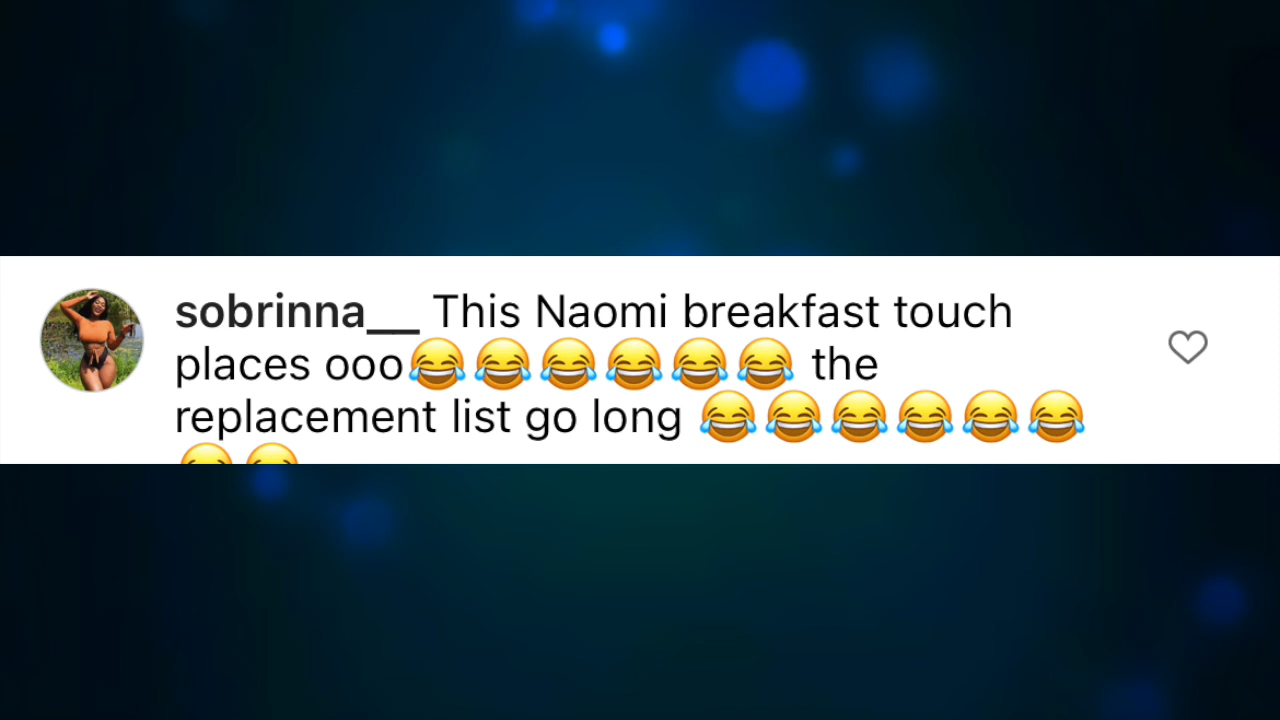 sobrinna__ This Naomi breakfast touch
places ooo😂😂😂😂😂😂 the
replacement list go long 😂😂😂😂😂😂
😂😂